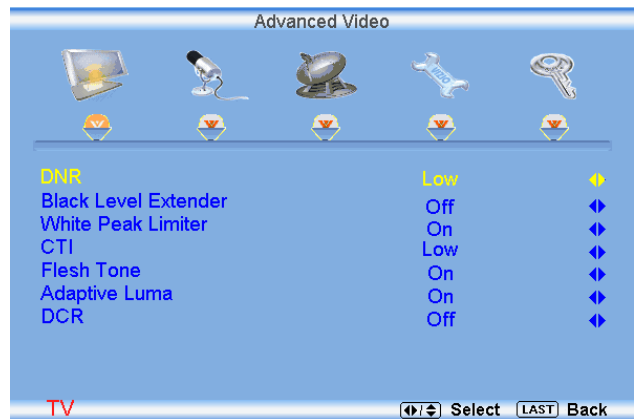 Advanced Video
DNR Low
Black Level Extender Off
White Peak Limiter On
CTI Low
Flesh Tone On
Adaptive Luma On
DCR Off
TV Select LAST Back